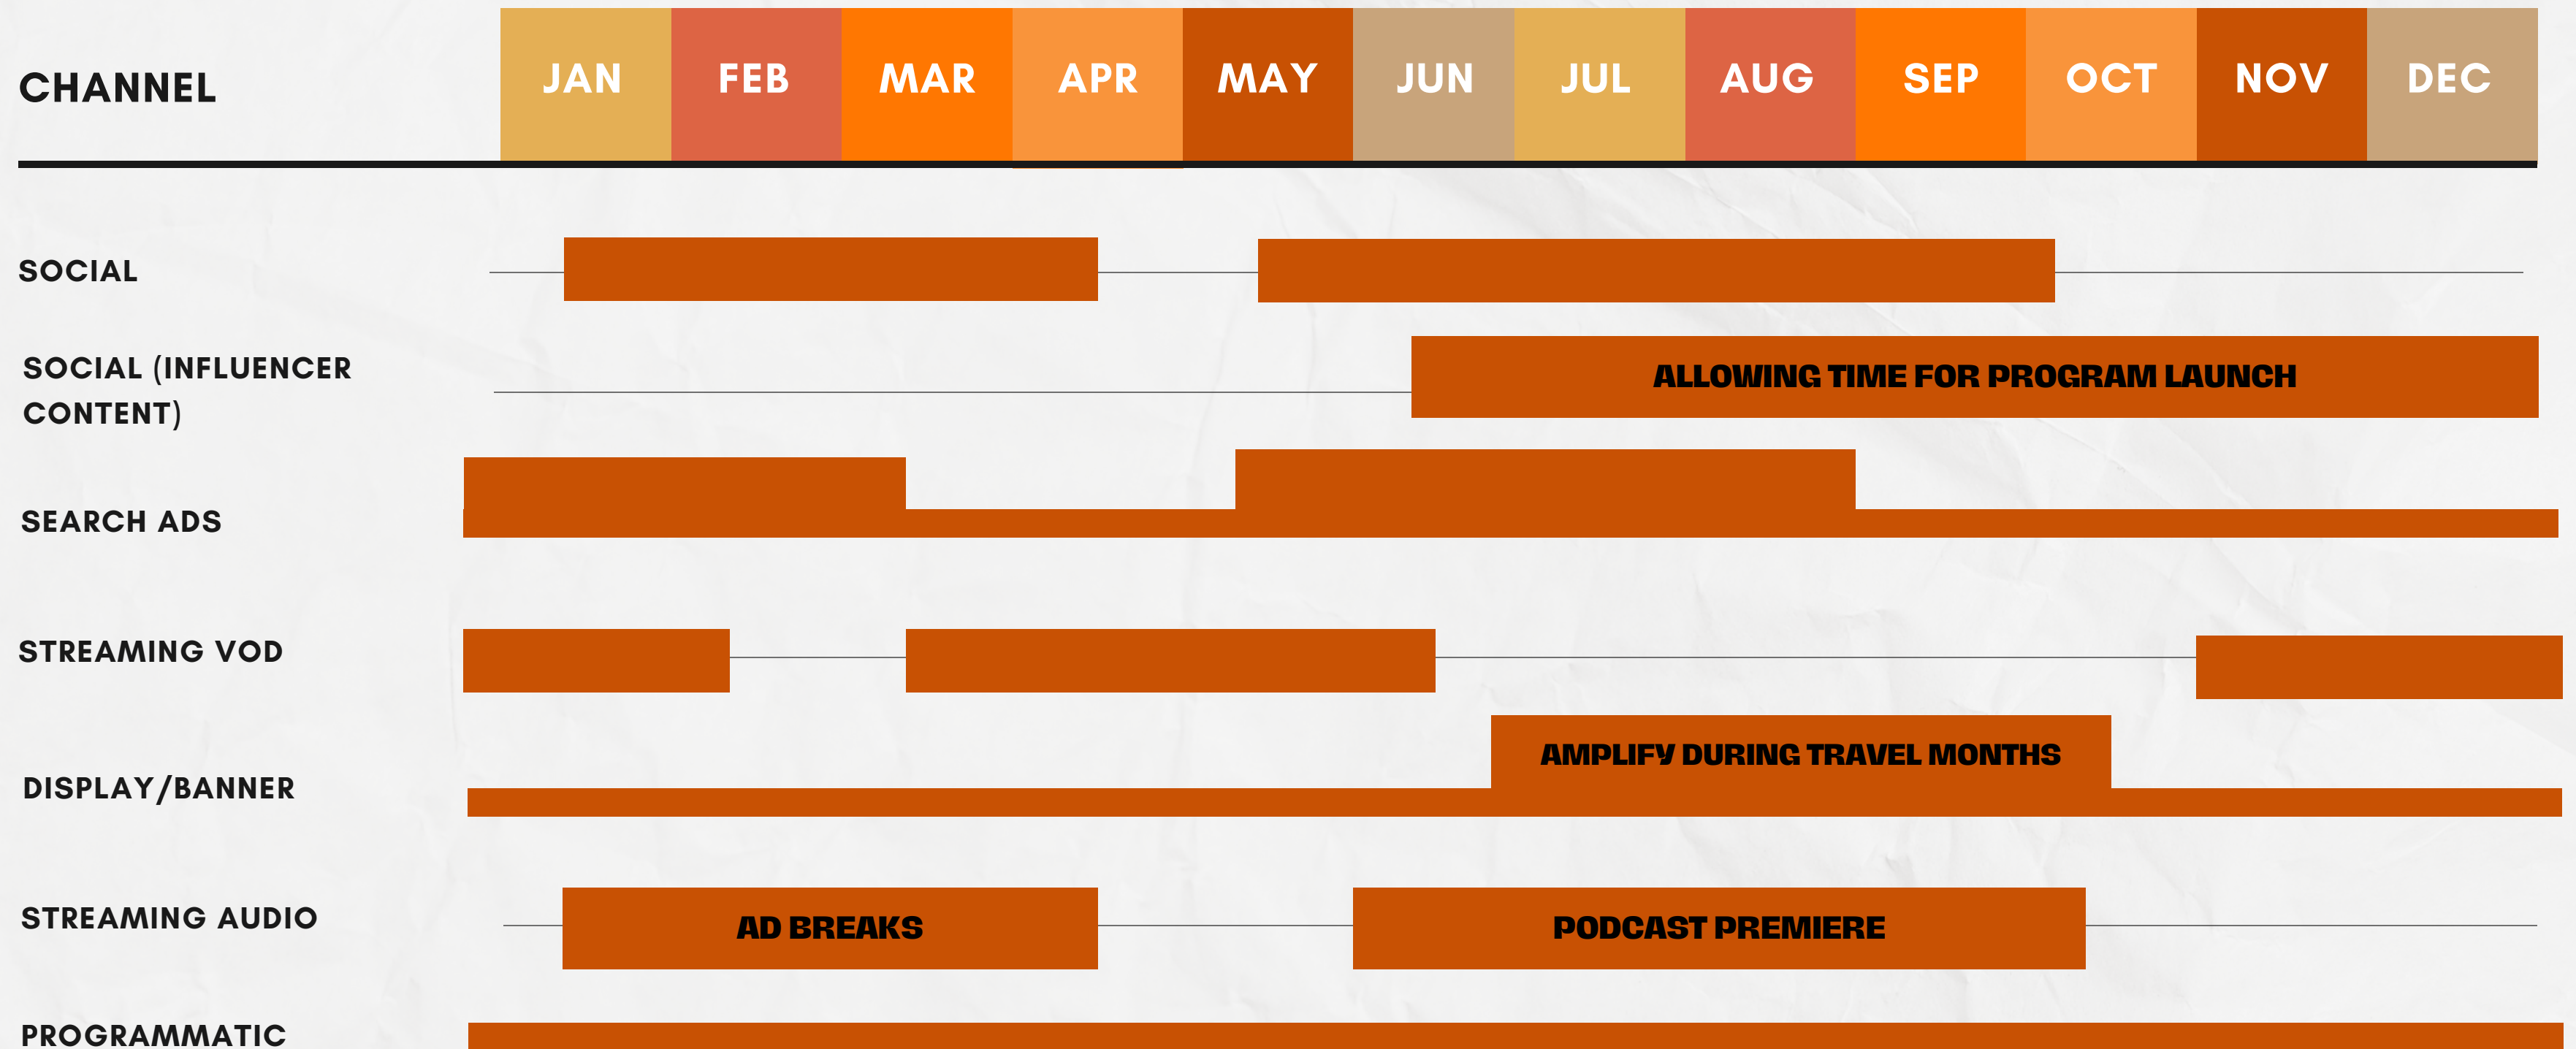 CHANNEL JAN FEB MAR APR MAY JUN JUL AUG SEP OCT NOV DEC
SOCIAL
SOCIAL (INFLUENCER
CONTENT)
ALLOWING TIME FOR PROGRAM LAUNCH
SEARCH ADS
STREAMING VOD
AMPLIFY DURING TRAVEL MONTHS
DISPLAY/BANNER
STREAMING AUDIO AD BREAKS PODCAST PREMIERE
PROGRAMMATIC